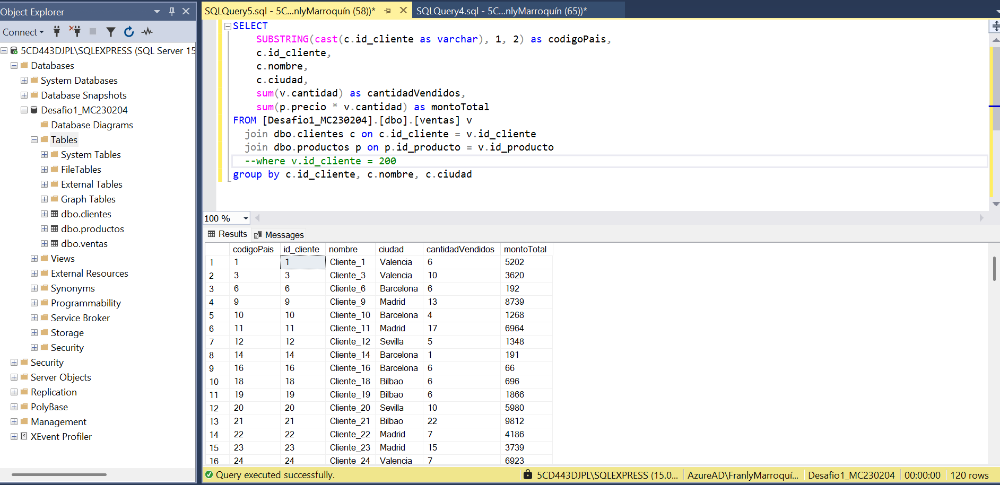 Object Explorer
Connect
5CD443DJPL\SQLEXPRESS (SQL Server 15
Databases
System Databases
Database Snapshots
Desafio1_MC230204
Database Diagrams
Tables
System Tables
FileTables
External Tables
Graph Tables
dbo.clientes
dbo.productos
dbo.ventas
Views
External Resources
Synonyms
Programmability
Service Broker
Storage
Security
Security
Server Objects
Replication
PolyBase
Management
XEvent Profiler
SQLQuery5.sql - 5C...nlyMarroquín (58))*
SQLQuery4.sql - 5C...nlyMarroquín (65))*
SELECT
SUBSTRING(cast(c.id_cliente as varchar), 1, 2) as codigoPais,
c.id_cliente,
c.nombre,
c.ciudad,
sum(v.cantidad) as cantidadVendidos,
sum(p.precio * v.cantidad) as montoTotal
FROM [Desafio1_MC230204].[dbo].[ventas] v
join dbo.clientes c on c.id_cliente = v.id_cliente
join dbo.productos p on p.id_producto = v.id_producto
--where v.id_cliente = 200
group by c.id_cliente, c.nombre, c.ciudad
100 %
Results Messages
codigoPais id_cliente nombre ciudad cantidadVendidos montoTotal
1 1 1 Cliente_1 Valencia 6 5202
2 3 3 Cliente_3 Valencia 10 3620
3 6 6 Cliente_6 Barcelona 6 192
4 9 9 Cliente_9 Madrid 13 8739
5 10 10 Cliente_10 Barcelona 4 1268
6 11 11 Cliente_11 Madrid 17 6964
7 12 12 Cliente_12 Sevilla 5 1348
8 14 14 Cliente_14 Barcelona 1 191
9 16 16 Cliente_16 Barcelona 6 66
10 18 18 Cliente_18 Bilbao 6 696
11 19 19 Cliente_19 Bilbao 6 1866
12 20 20 Cliente_20 Sevilla 10 5980
13 21 21 Cliente_21 Bilbao 22 9812
14 22 22 Cliente_22 Madrid 7 4186
15 23 23 Cliente_23 Madrid 15 3739
16 24 24 Cliente_24 Valencia 7 6923
Query executed successfully.
5CD443DJPL\SQLEXPRESS (15.0... AzureAD\FranlyMarroquí... Desafio1_MC230204 00:00:00 120 rows